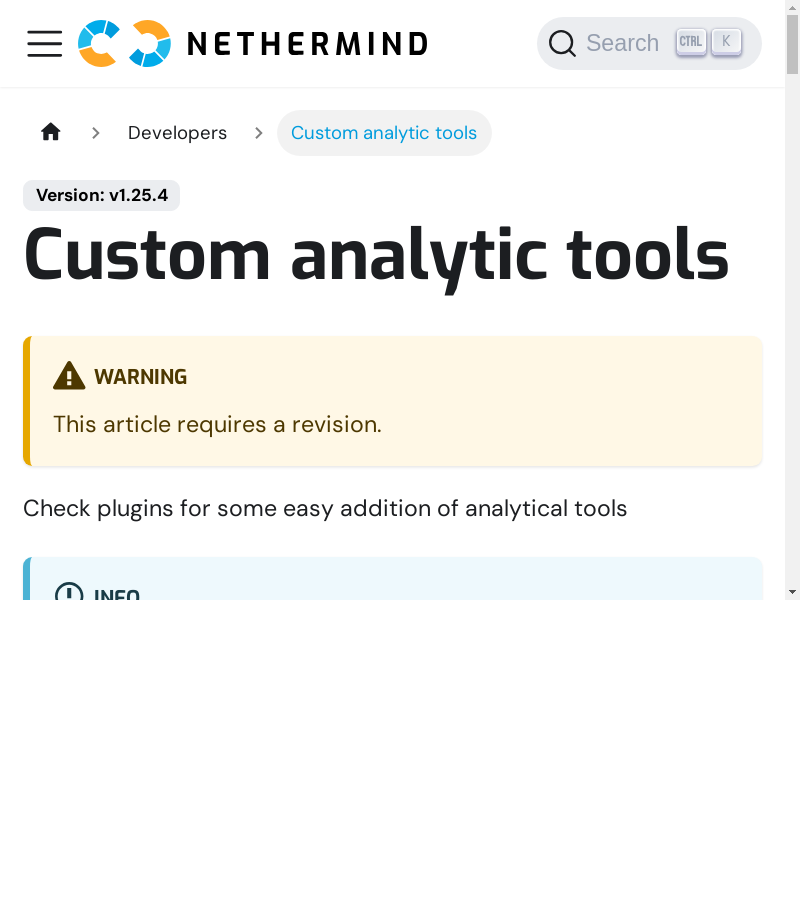 NETHERMIND
Search CTRL K
Developers Custom analytic tools
Version: v1.25.4
Custom analytic tools
WARNING
This article requires a revision.
Check plugins for some easy addition of analytical tools
INFO